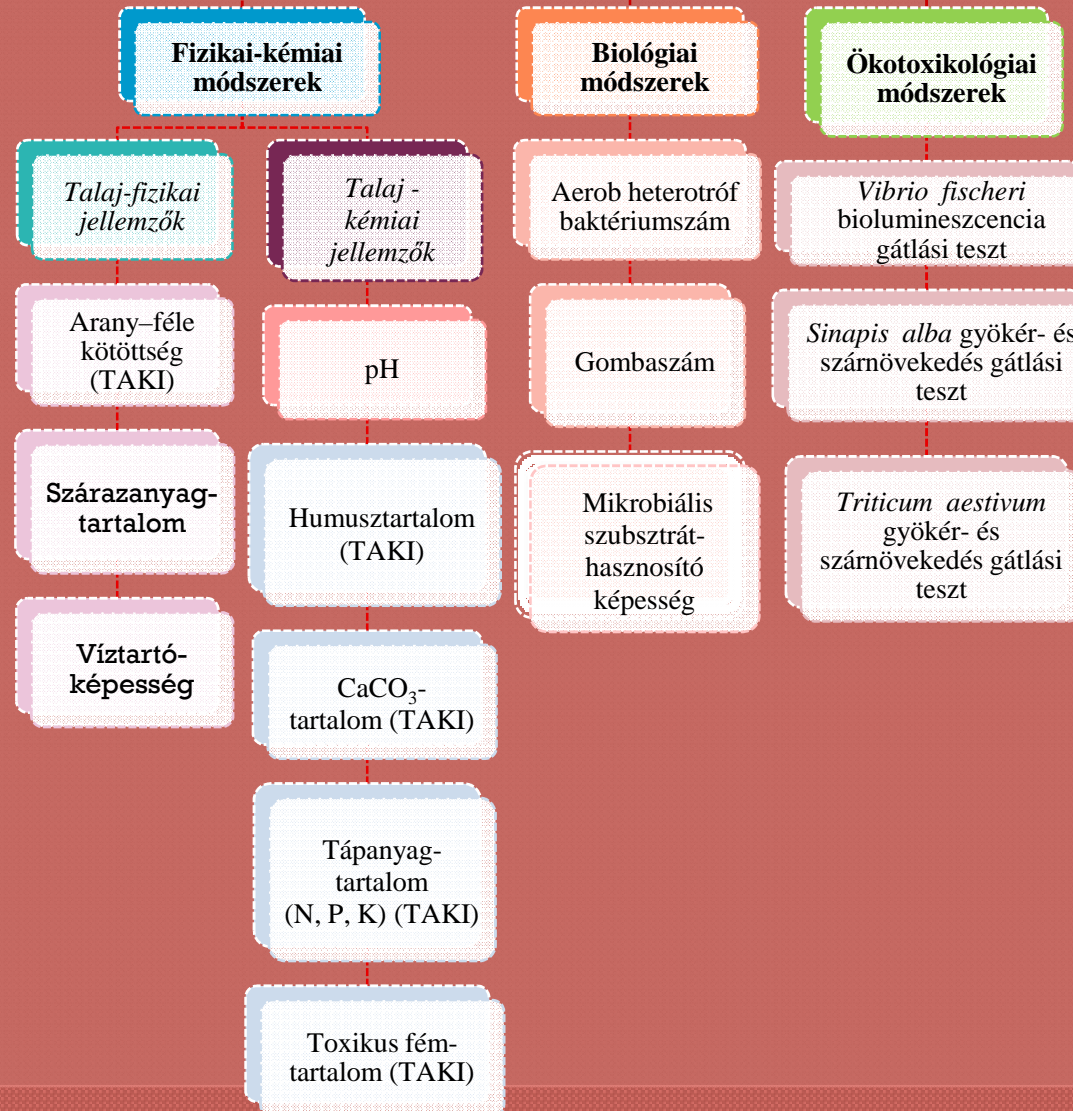 Fizikai-kémiai
módszerek
Talaj-fizikai
jellemzők
Arany–féle
kötöttség
(TAKI)
Szárazanyag-
tartalom
Víztartó-
képesség
Talaj -
kémiai
jellemzők
pH
Humusztartalom
(TAKI)
CaCO₃-
tartalom (TAKI)
Tápanyag-
tartalom
(N, P, K) (TAKI)
Toxikus fém-
tartalom (TAKI)
Biológiai
módszerek
Aerob heterotróf
baktériumszám
Gombaszám
Mikrobiális
szubsztrát-
hasznosító
képesség
Ökotoxikológiai
módszerek
Vibrio fischeri
biolumineszcencia
gátlási teszt
Sinapis alba gyökér- és
szárnövekedés gátlási
teszt
Triticum aestivum
gyökér- és
szárnövekedés gátlási
teszt